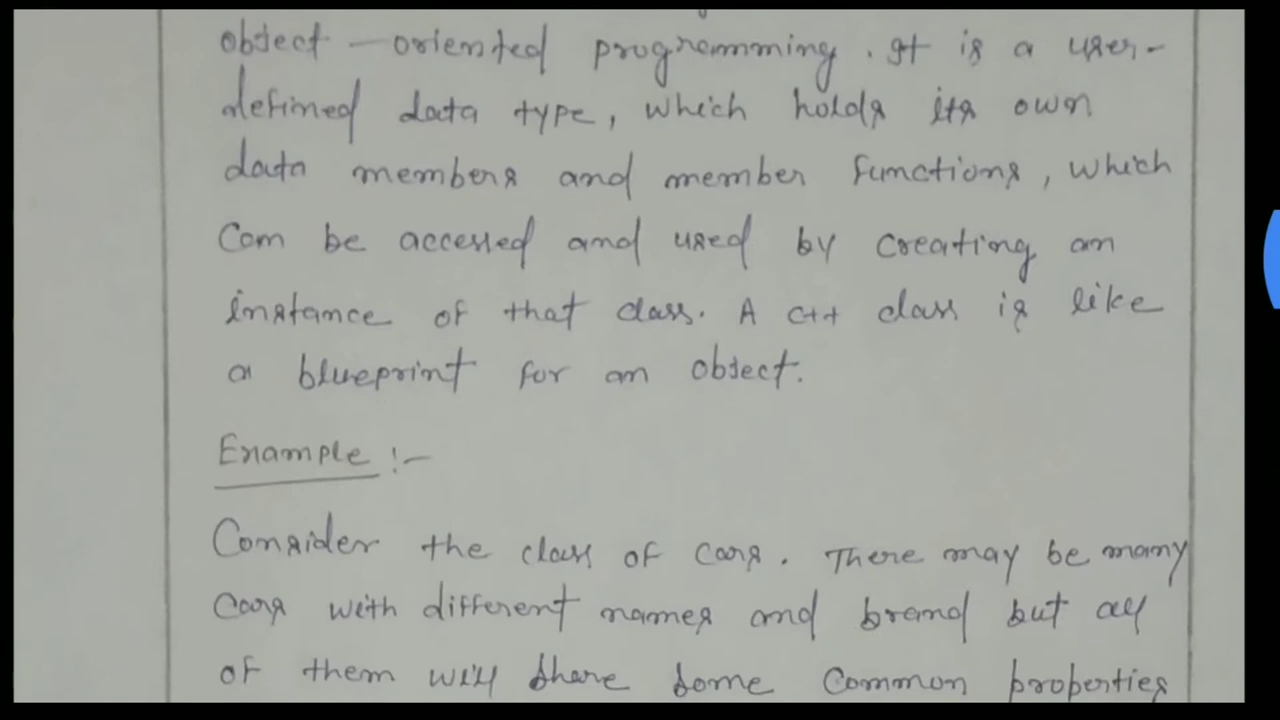 object - oriented programming. It is a user-
defined data type, which holds its own
data members and member functions, which
can be accessed and used by creating an
instance of that class. A C++ class is like
a blueprint for an object.
Example :-
Consider the class of cars. There may be many
cars with different names and brand but all
of them will share some common properties